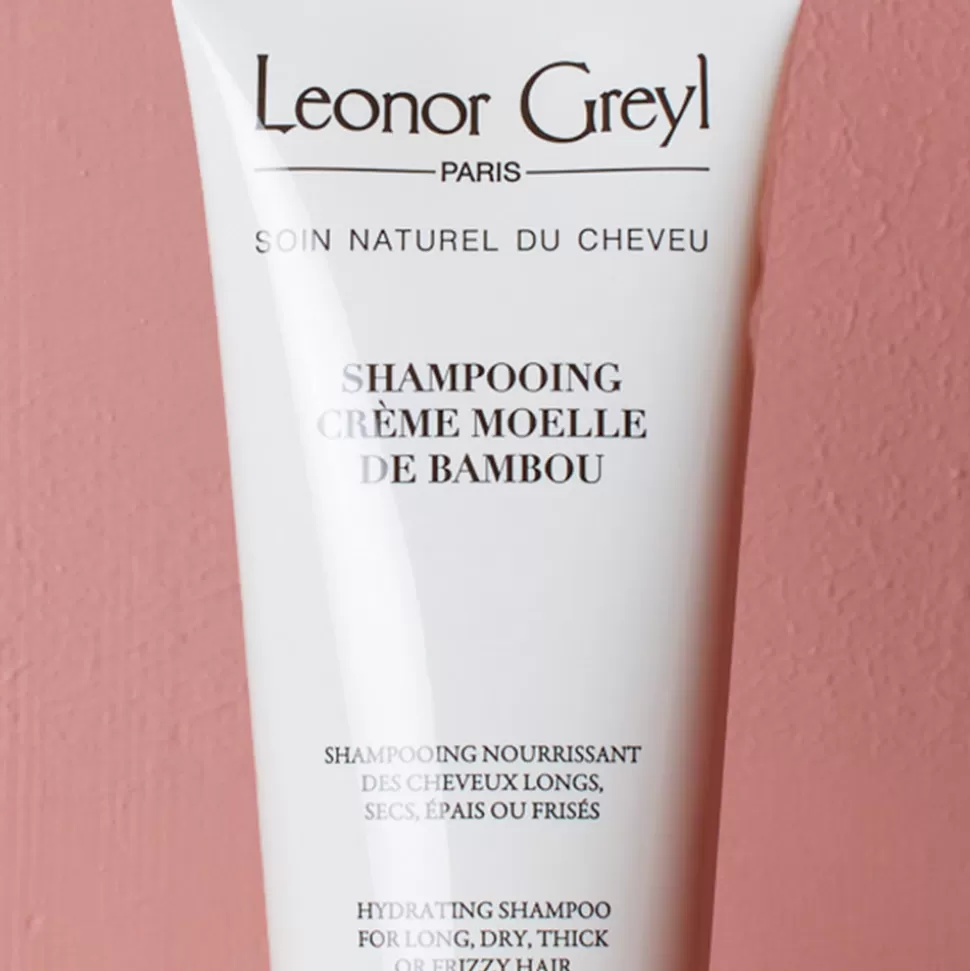 Leonor Greyl
PARIS
SOIN NATUREL DU CHEVEU
SHAMPOOING
CRÈME MOELLE
DE BAMBOU
SHAMPOOING NOURRISSANT
DES CHEVEUX LONGS,
SECS, ÉPAIS OU FRISÉS
HYDRATING SHAMPOO
FOR LONG, DRY, THICK
OR FRIZZY HAIR